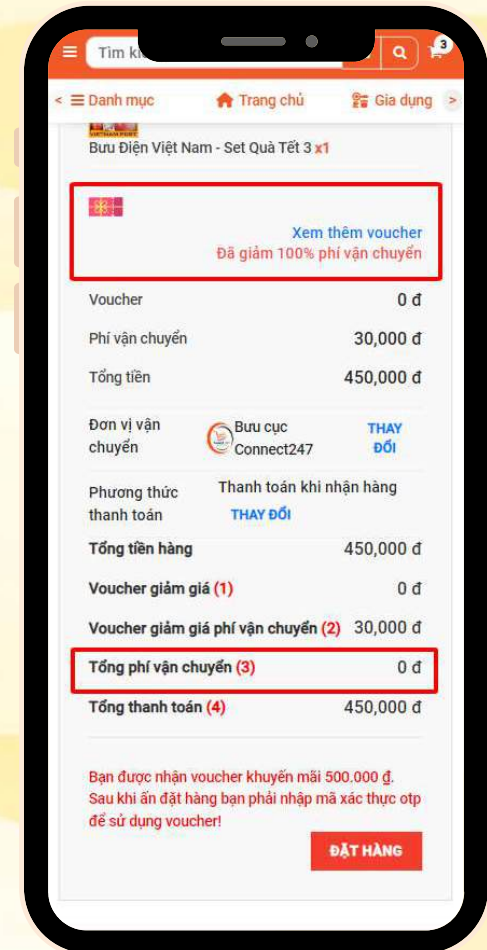 Tìm
3
< Danh mục Trang chủ Gia dụng >
VIETNAM POST
Bưu Điện Việt Nam - Set Quà Tết 3 x1
Xem thêm voucher
Đã giảm 100% phí vận chuyển
Voucher 0 đ
Phí vận chuyển 30,000 đ
Tổng tiền 450,000 đ
Đơn vị vận chuyển
Bưu cục Connect247
THAY ĐỔI
Phương thức thanh toán
Thanh toán khi nhận hàng
THAY ĐỔI
Tổng tiền hàng 450,000 đ
Voucher giảm giá (1) 0 đ
Voucher giảm giá phí vận chuyển (2) 30,000 đ
Tổng phí vận chuyển (3) 0 đ
Tổng thanh toán (4) 450,000 đ
Bạn được nhận voucher khuyến mãi 500.000 ₫.
Sau khi ấn đặt hàng bạn phải nhập mã xác thực otp
để sử dụng voucher!
ĐẶT HÀNG